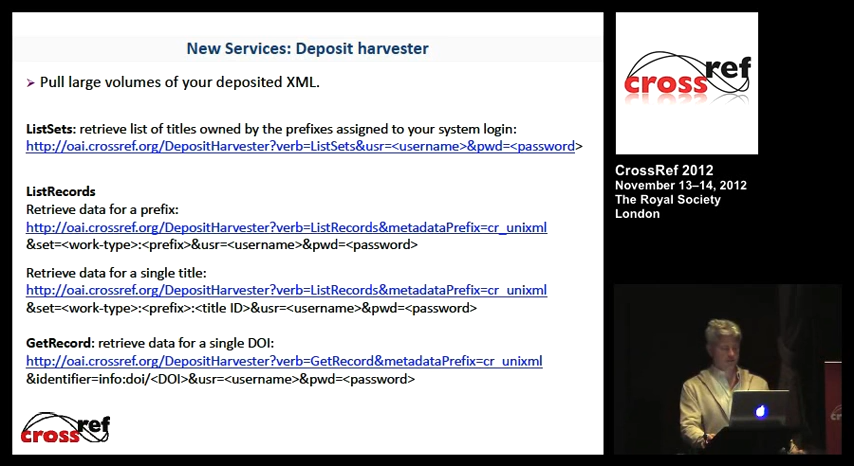 New Services: Deposit harvester
➢ Pull large volumes of your deposited XML.
ListSets: retrieve list of titles owned by the prefixes assigned to your system login:
http://oai.crossref.org/DepositHarvester?verb=ListSets&usr=<username>&pwd=<password>
ListRecords
Retrieve data for a prefix:
http://oai.crossref.org/DepositHarvester?verb=ListRecords&metadataPrefix=cr_unixml
&set=<work-type>:<prefix>&usr=<username>&pwd=<password>
Retrieve data for a single title:
http://oai.crossref.org/DepositHarvester?verb=ListRecords&metadataPrefix=cr_unixml
&set=<work-type>:<prefix>:<title ID>&usr=<username>&pwd=<password>
GetRecord: retrieve data for a single DOI:
http://oai.crossref.org/DepositHarvester?verb=GetRecord&metadataPrefix=cr_unixml
&identifier=info:doi/<DOI>&usr=<username>&pwd=<password>
crossref
crossref
CrossRef 2012
November 13–14, 2012
The Royal Society
London